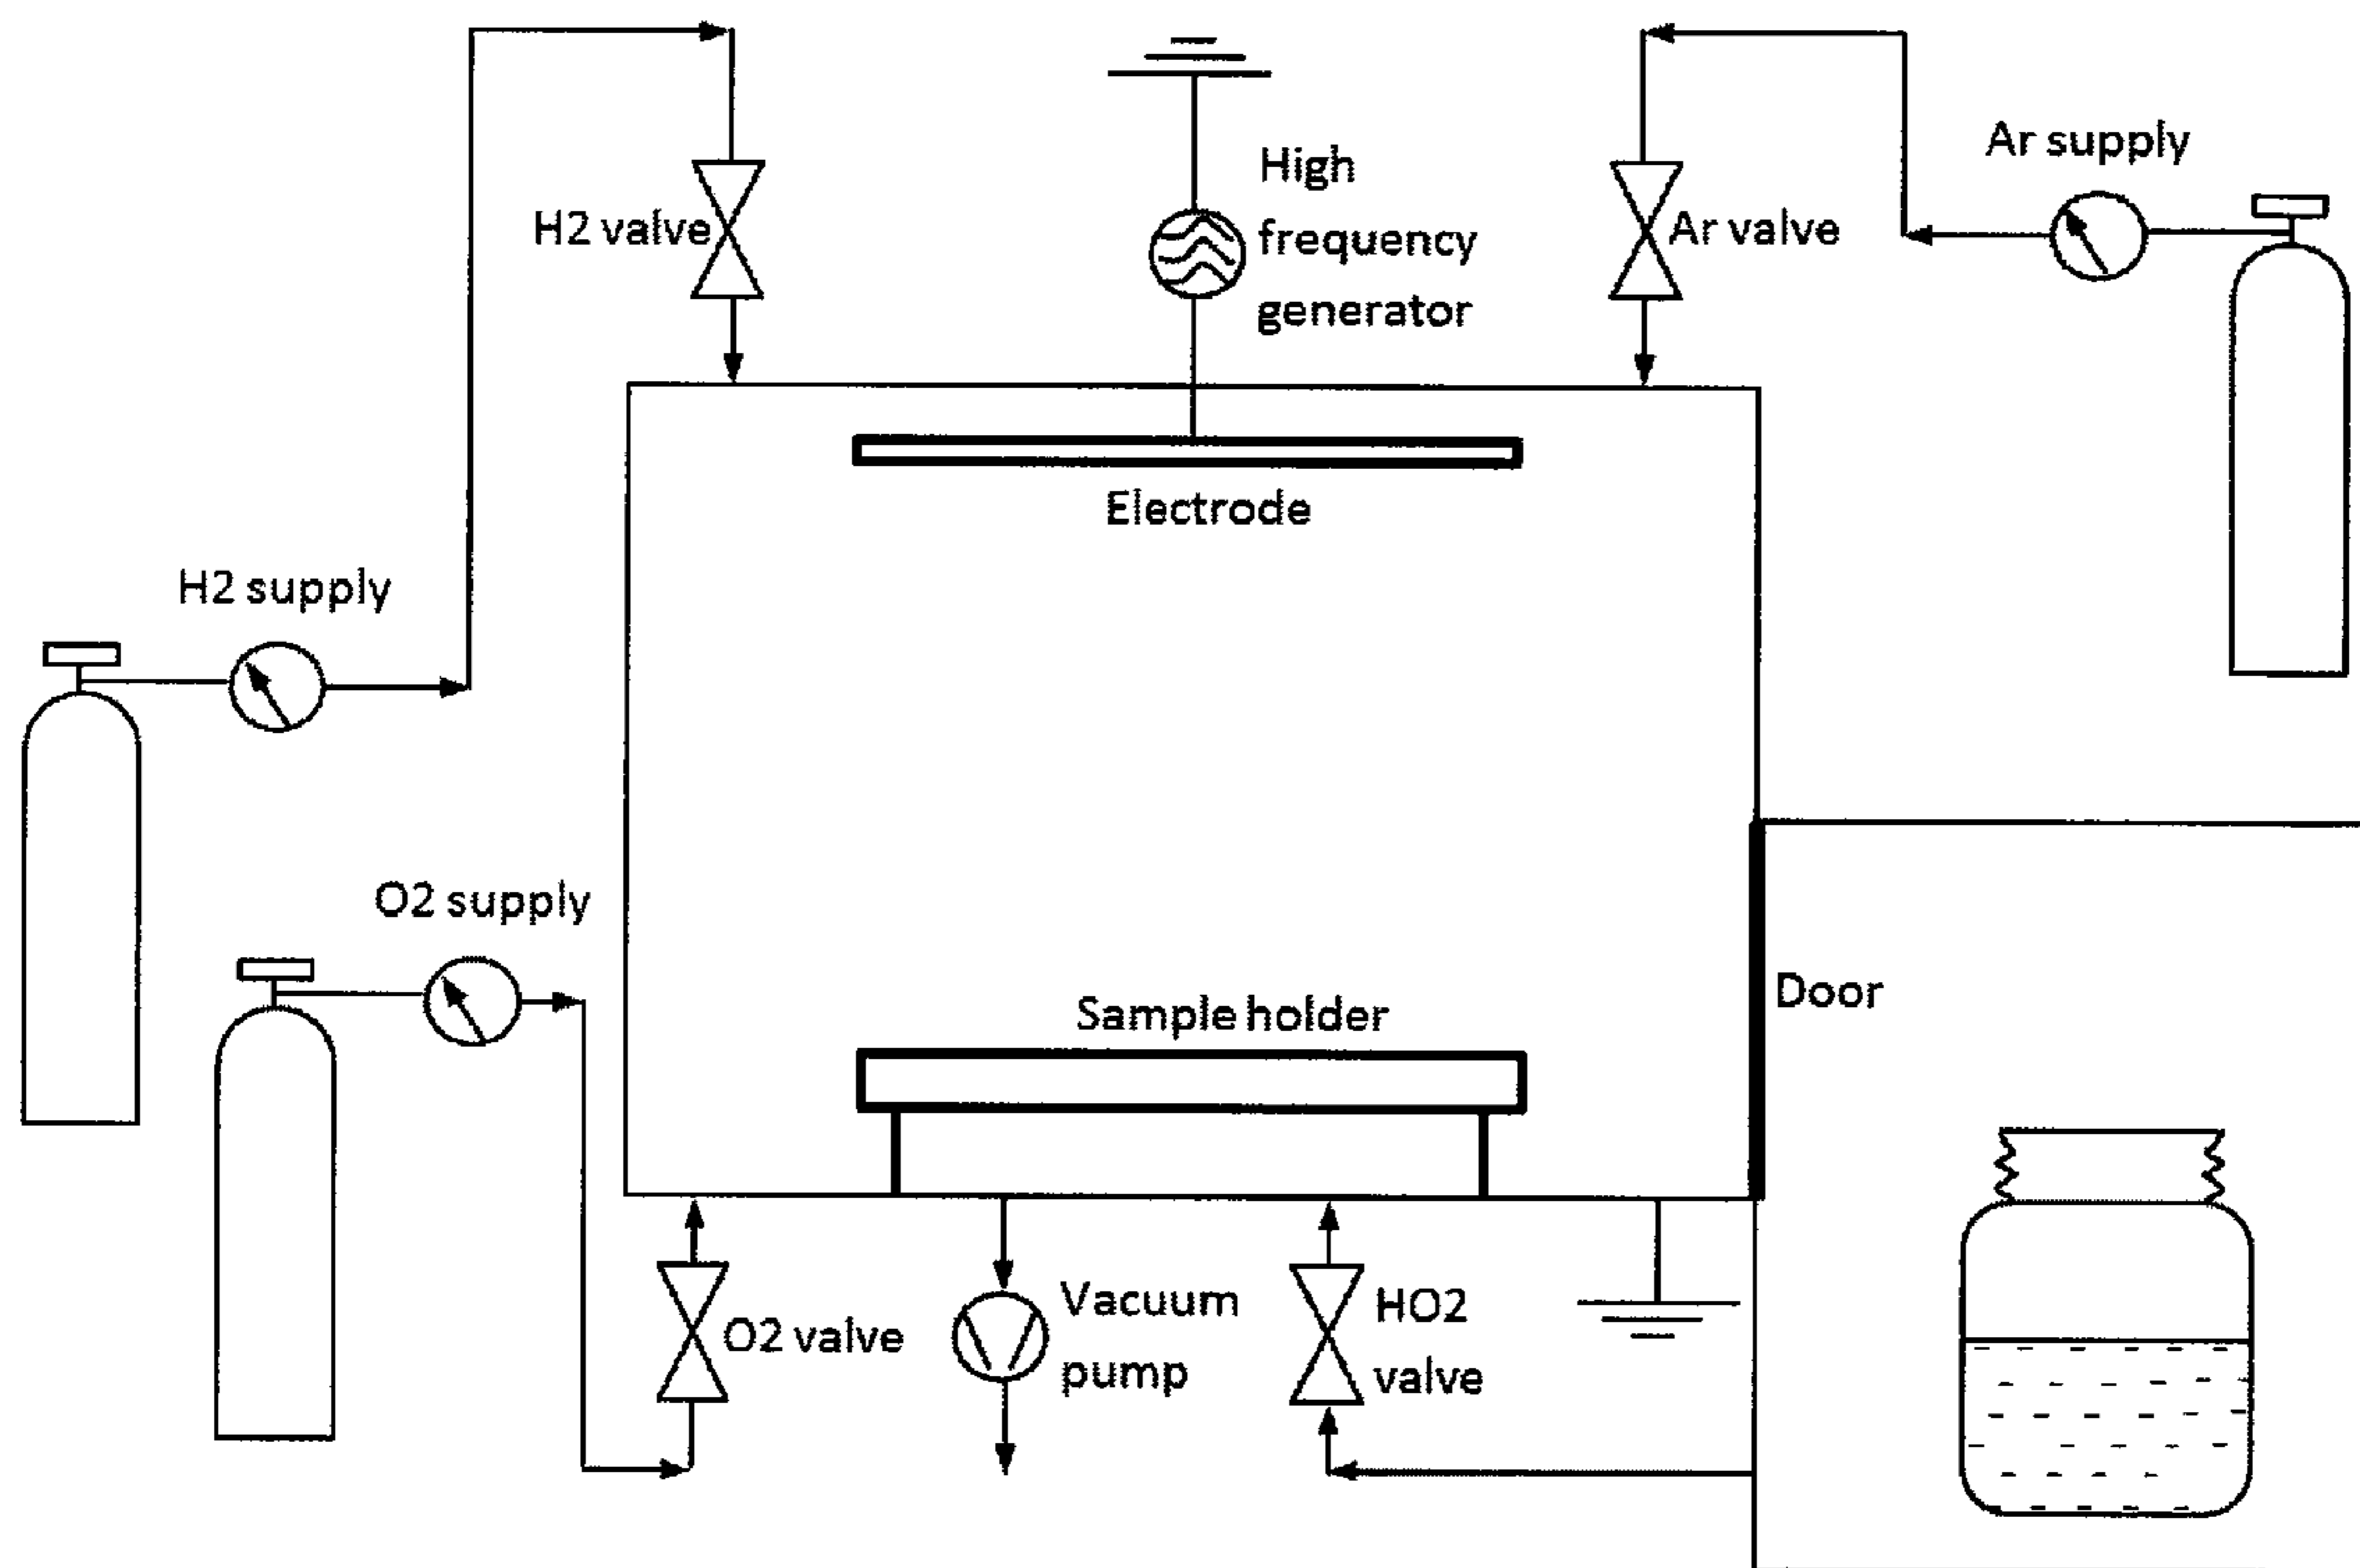 High
frequency
generator
Ar supply
H2 valve
Ar valve
Electrode
H2 supply
O2 supply
Door
Sample holder
Vacuum
pump
HO2
valve
O2 valve